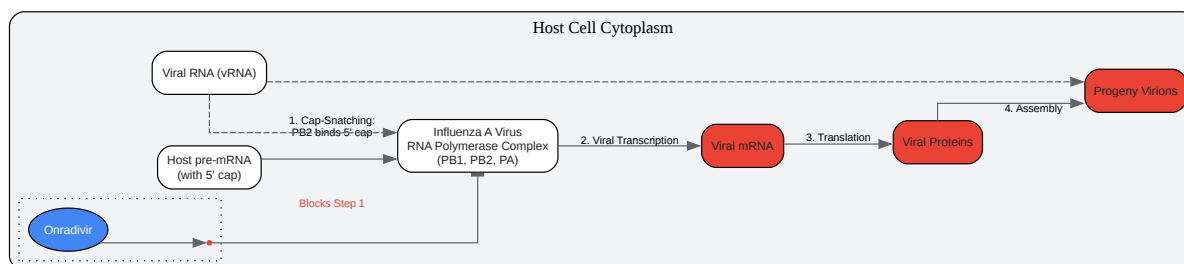 Host Cell Cytoplasm
Viral RNA (vRNA)
Progeny Virions
4. Assembly
1. Cap-Snatching:
PB2 binds 5' cap
Influenza A Virus
RNA Polymerase Complex
(PB1, PB2, PA)
2. Viral Transcription
Viral mRNA
3. Translation
Viral Proteins
Host pre-mRNA
(with 5' cap)
Blocks Step 1
Onradivir